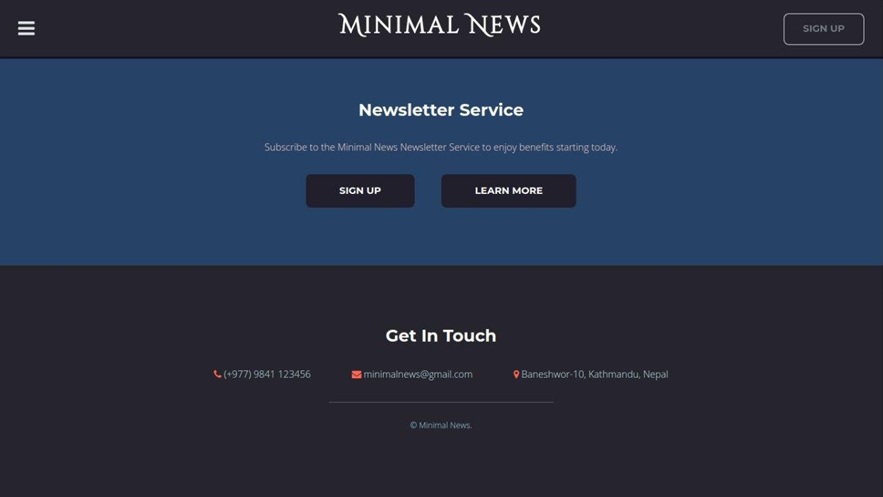 MINIMAL NEWS
SIGN UP
Newsletter Service
Subscribe to the Minimal News Newsletter Service to enjoy benefits starting today.
SIGN UP LEARN MORE
Get In Touch
(+977) 9841 123456 minimalnews@gmail.com Baneshwor-10, Kathmandu, Nepal
© Minimal News.